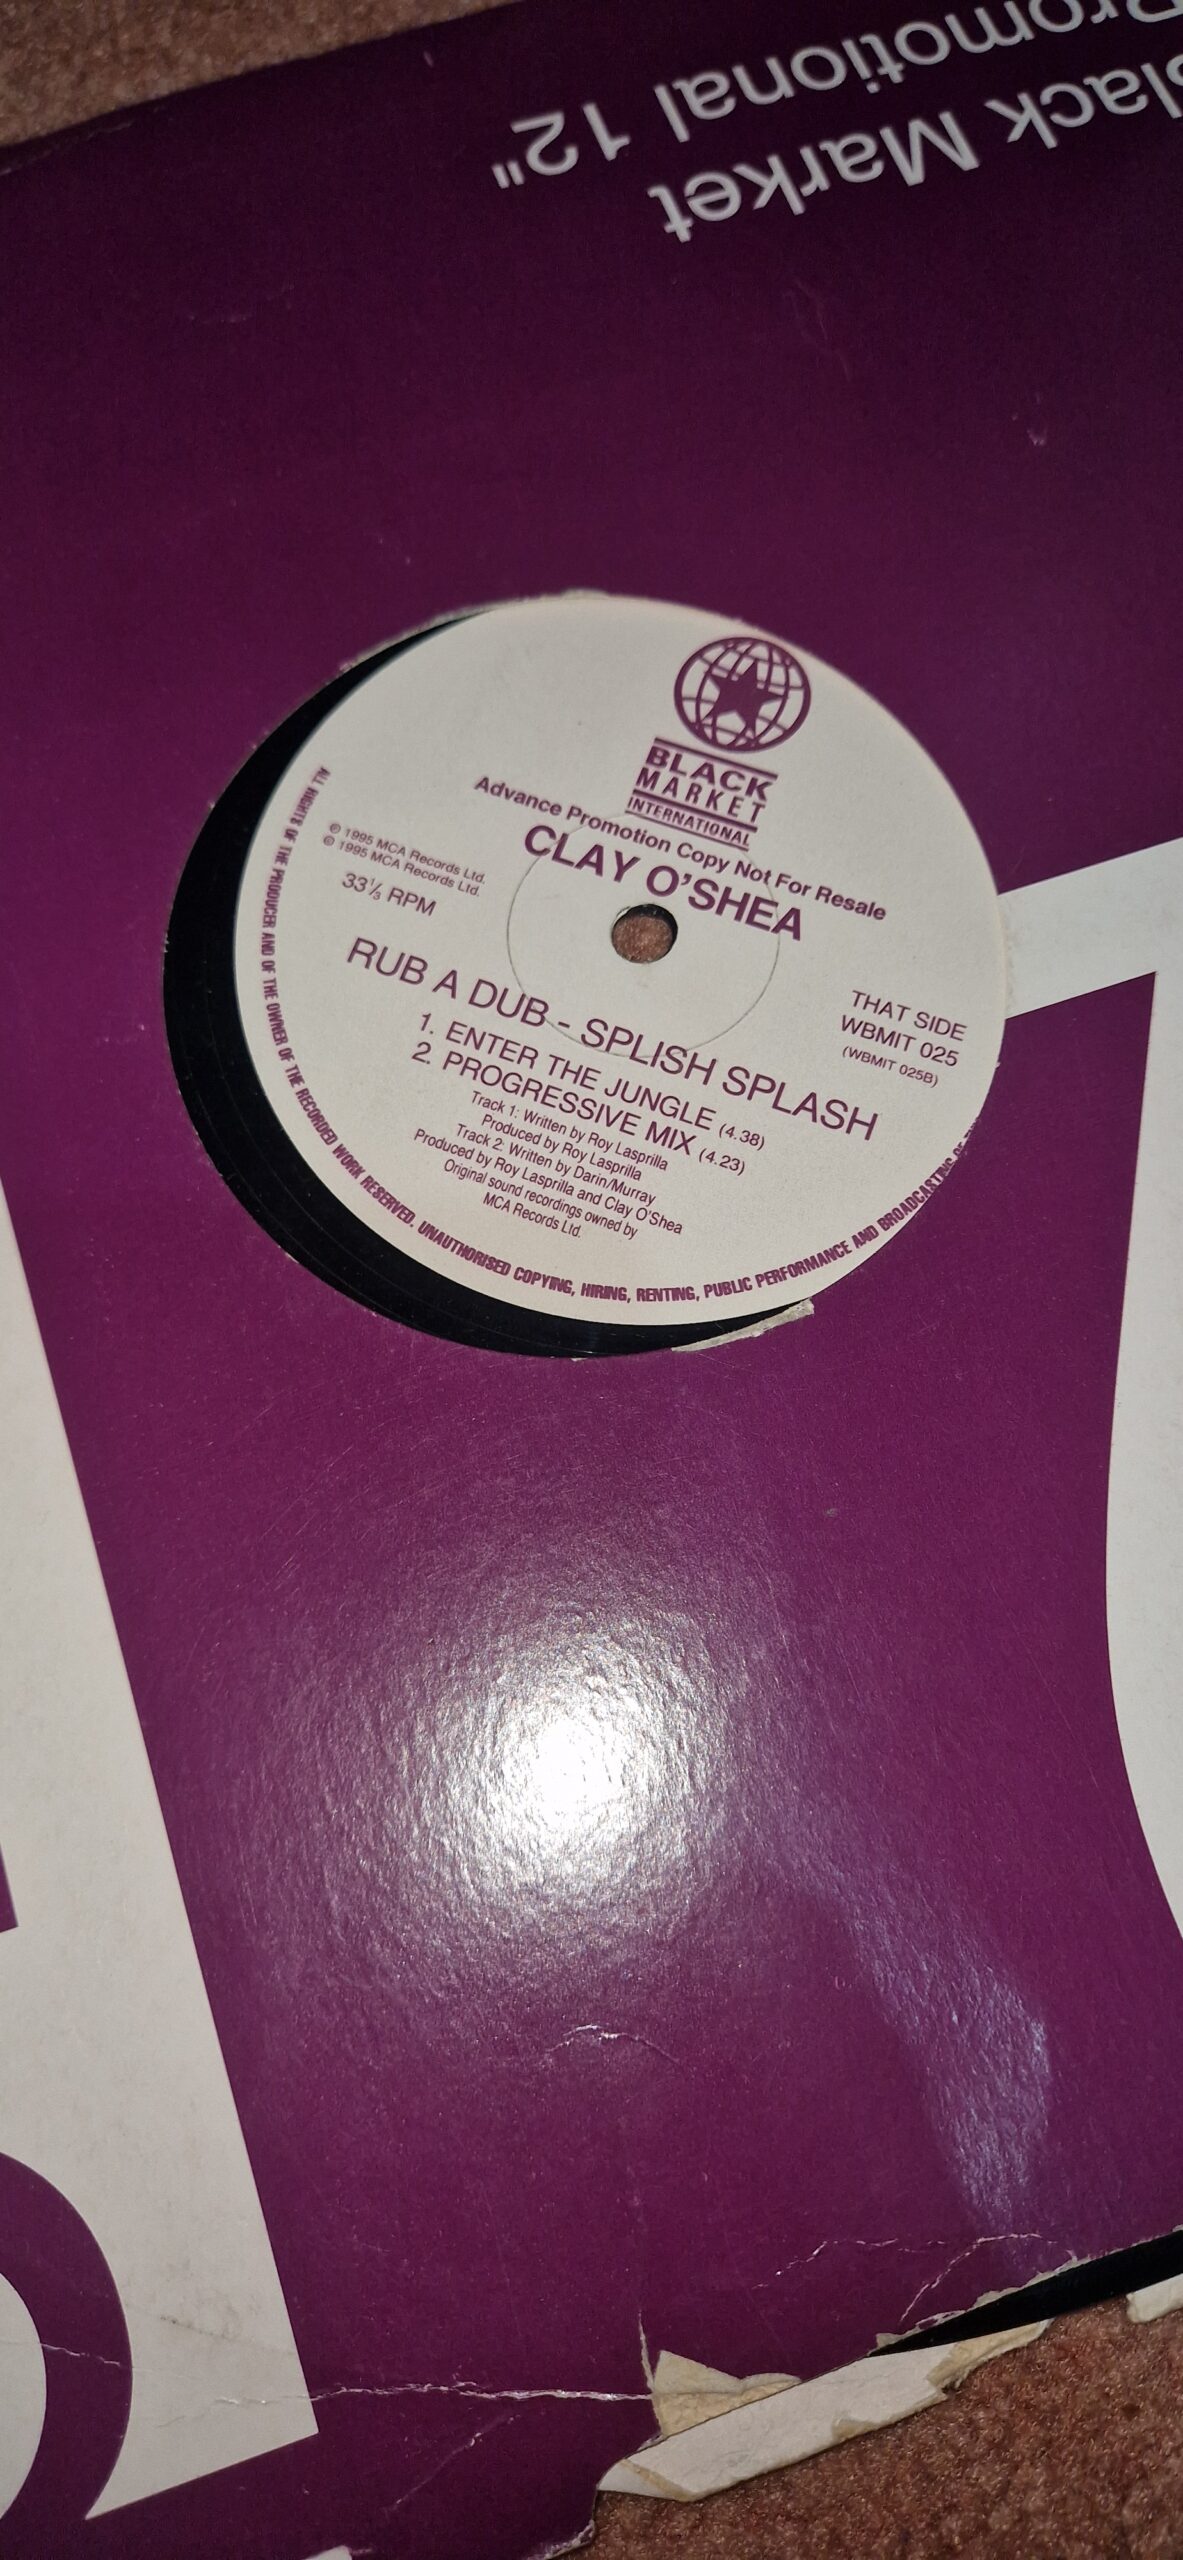 Black Market
Promotional 12"
BLACK
MARKET
INTERNATIONAL
Advance Promotion Copy Not For Resale
CLAY O'SHEA
℗ 1995 MCA Records Ltd.
© 1995 MCA Records Ltd.
33⅓ RPM
THAT SIDE
WBMIT 025
(WBMIT 025B)
RUB A DUB - SPLISH SPLASH
1. ENTER THE JUNGLE (4.38)
2. PROGRESSIVE MIX (4.23)
Track 1: Written by Roy Lasprilla
Produced by Roy Lasprilla
Track 2: Written by Darin/Murray
Produced by Roy Lasprilla and Clay O'Shea
Original sound recordings owned by
MCA Records Ltd.
ALL RIGHTS OF THE PRODUCER AND OF THE OWNER OF THE RECORDED WORK RESERVED. UNAUTHORISED COPYING, HIRING, RENTING, PUBLIC PERFORMANCE AND BROADCASTING OF